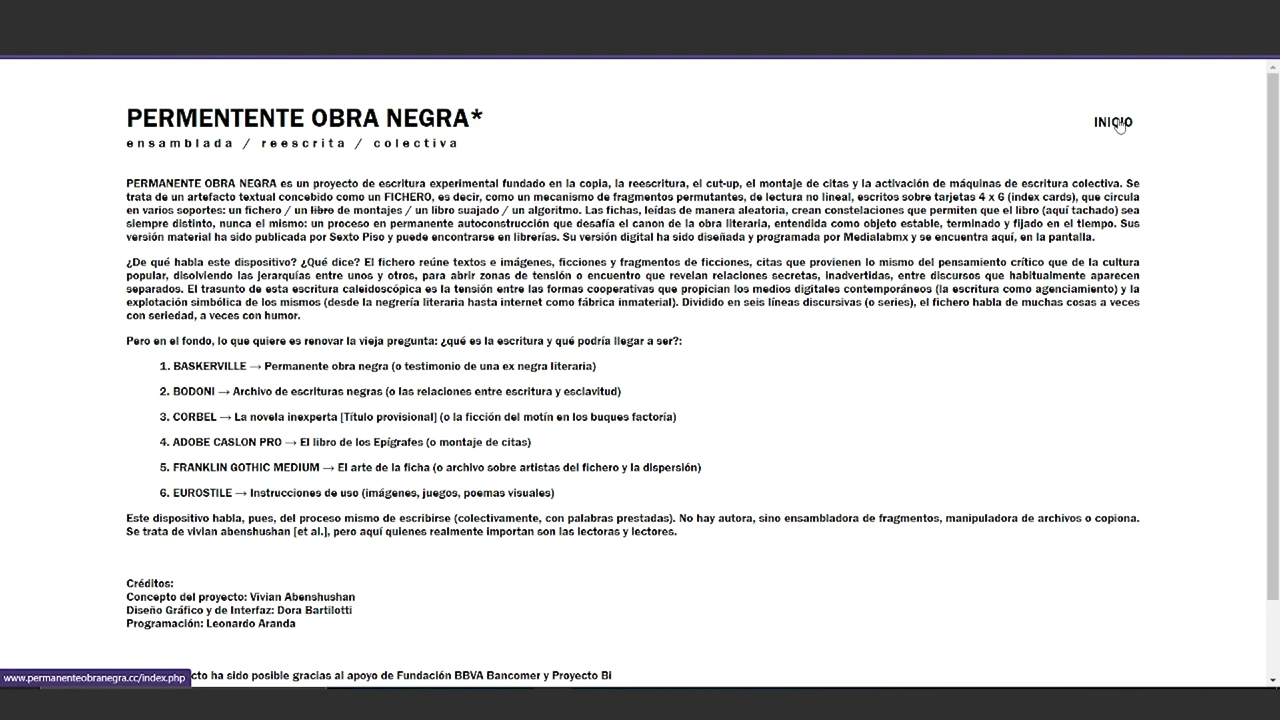 PERMENTENTE OBRA NEGRA*
INICIO
ensamblada / reescrita / colectiva
PERMANENTE OBRA NEGRA es un proyecto de escritura experimental fundado en la copia, la reescritura, el cut-up, el montaje de citas y la activación de máquinas de escritura colectiva. Se
trata de un artefacto textual concebido como un FICHERO, es decir, como un mecanismo de fragmentos permutantes, de lectura no lineal, escritos sobre tarjetas 4 x 6 (index cards), que circula
en varios soportes: un fichero / un libro de montajes / un libro suajado / un algoritmo. Las fichas, leídas de manera aleatoria, crean constelaciones que permiten que el libro (aquí tachado) sea
siempre distinto, nunca el mismo: un proceso en permanente autoconstrucción que desafía el canon de la obra literaria, entendida como objeto estable, terminado y fijado en el tiempo. Sus
versión material ha sido publicada por Sexto Piso y puede encontrarse en librerías. Su versión digital ha sido diseñada y programada por Medialabmx y se encuentra aquí, en la pantalla.
¿De qué habla este dispositivo? ¿Qué dice? El fichero reúne textos e imágenes, ficciones y fragmentos de ficciones, citas que provienen lo mismo del pensamiento crítico que de la cultura
popular, disolviendo las jerarquías entre unos y otros, para abrir zonas de tensión o encuentro que revelan relaciones secretas, inadvertidas, entre discursos que habitualmente aparecen
separados. El trasunto de esta escritura caleidoscópica es la tensión entre las formas cooperativas que propician los medios digitales contemporáneos (la escritura como agenciamiento) y la
explotación simbólica de los mismos (desde la negrería literaria hasta internet como fábrica inmaterial). Dividido en seis líneas discursivas (o series), el fichero habla de muchas cosas a veces
con seriedad, a veces con humor.
Pero en el fondo, lo que quiere es renovar la vieja pregunta: ¿qué es la escritura y qué podría llegar a ser?:
1. BASKERVILLE → Permanente obra negra (o testimonio de una ex negra literaria)
2. BODONI → Archivo de escrituras negras (o las relaciones entre escritura y esclavitud)
3. CORBEL → La novela inexperta [Título provisional] (o la ficción del motín en los buques factoría)
4. ADOBE CASLON PRO → El libro de los Epígrafes (o montaje de citas)
5. FRANKLIN GOTHIC MEDIUM → El arte de la ficha (o archivo sobre artistas del fichero y la dispersión)
6. EUROSTILE → Instrucciones de uso (imágenes, juegos, poemas visuales)
Este dispositivo habla, pues, del proceso mismo de escribirse (colectivamente, con palabras prestadas). No hay autora, sino ensambladora de fragmentos, manipuladora de archivos o copiona.
Se trata de vivian abenshushan [et al.], pero aquí quienes realmente importan son las lectoras y lectores.
Créditos:
Concepto del proyecto: Vivian Abenshushan
Diseño Gráfico y de Interfaz: Dora Bartilotti
Programación: Leonardo Aranda
www.permanenteobranegra.cc/index.php
cto ha sido posible gracias al apoyo de Fundación BBVA Bancomer y Proyecto Bi